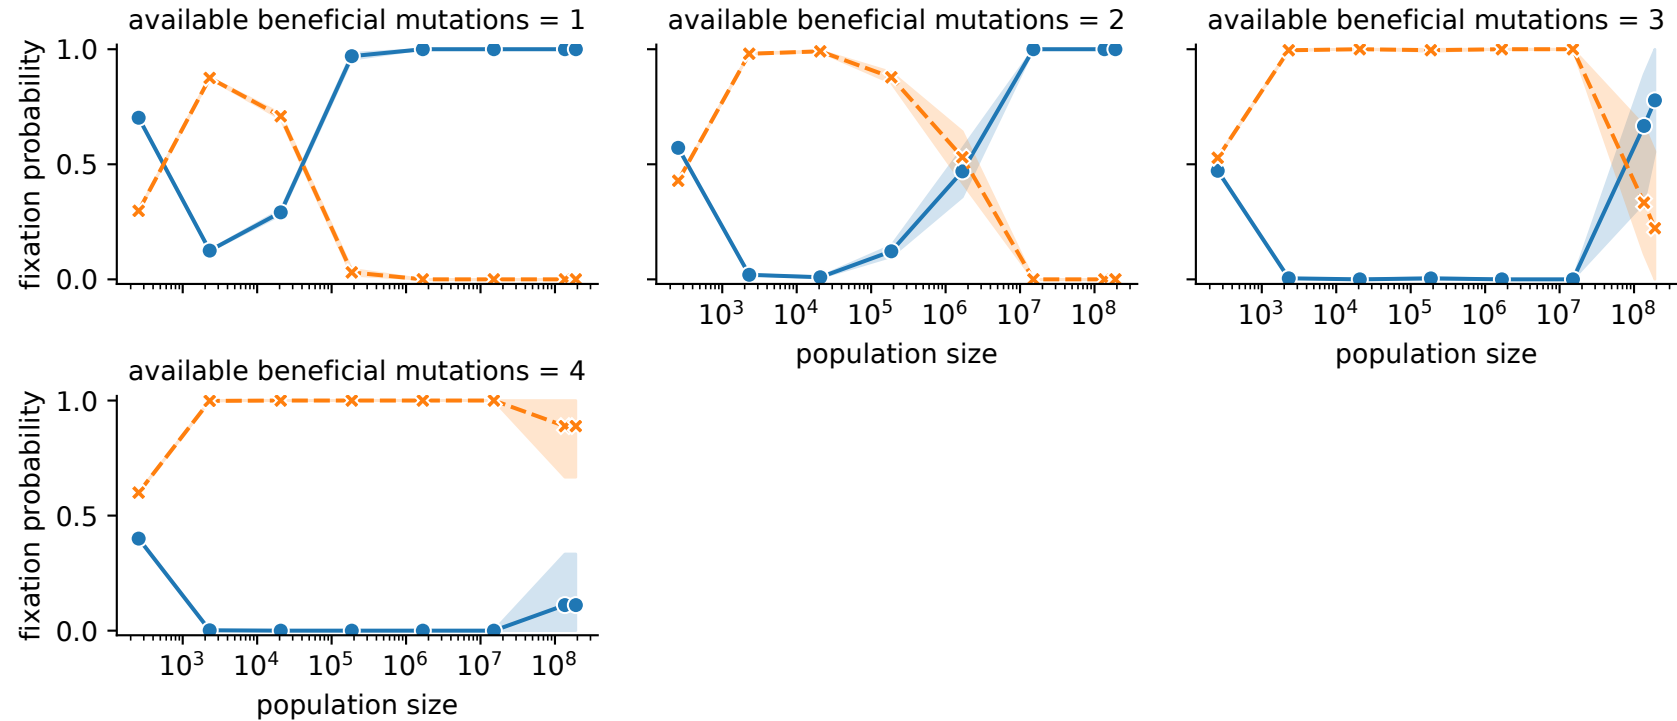 available beneficial mutations = 1
available beneficial mutations = 2
available beneficial mutations = 3
fixation probability
1.0
0.5
0.0
10³ 10⁴ 10⁵ 10⁶ 10⁷ 10⁸
population size
10³ 10⁴ 10⁵ 10⁶ 10⁷ 10⁸
population size
available beneficial mutations = 4
fixation probability
1.0
0.5
0.0
10³ 10⁴ 10⁵ 10⁶ 10⁷ 10⁸
population size